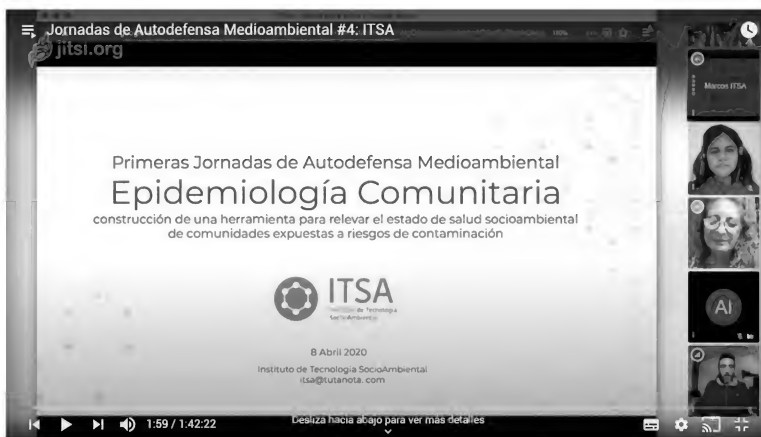 Jornadas de Autodefensa Medioambiental #4: ITSA
jitsi.org
100%
Marcos ITSA
Primeras Jornadas de Autodefensa Medioambiental
Epidemiología Comunitaria
construcción de una herramienta para relevar el estado de salud socioambiental
de comunidades expuestas a riesgos de contaminación
ITSA
Instituto de Tecnología
SocioAmbiental
AI
8 Abril 2020
Instituto de Tecnología SocioAmbiental
itsa@tutanota.com
1:59 / 1:42:22
Desliza hacia abajo para ver más detalles